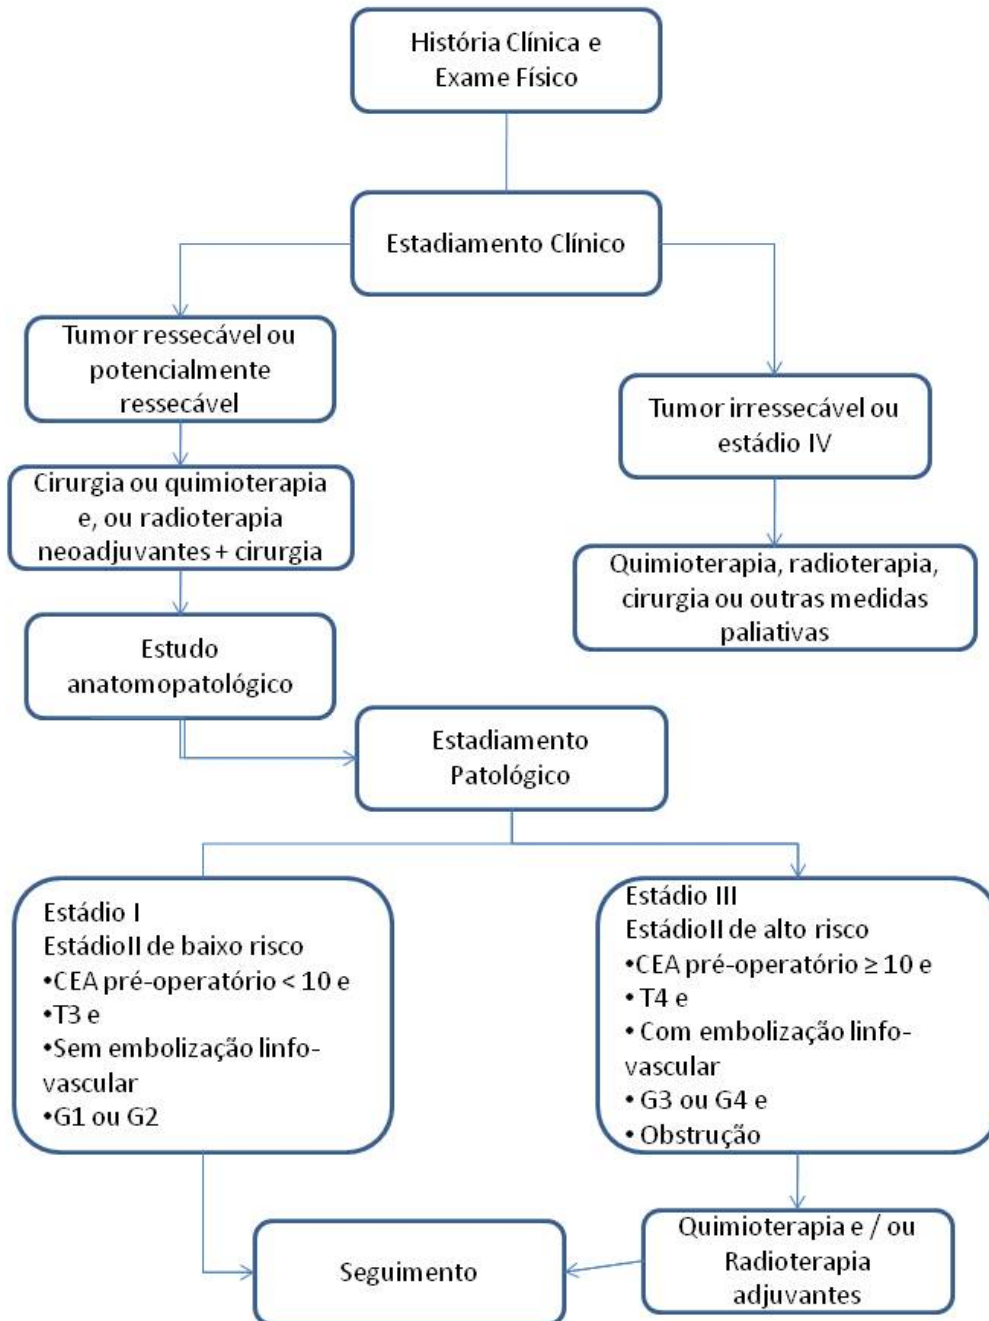 História Clínica e
Exame Físico
Estadiamento Clínico
Tumor ressecável ou
potencialmente
ressecável
Tumor irressecável ou
estádio IV
Cirurgia ou quimioterapia
e, ou radioterapia
neoadjuvantes + cirurgia
Quimioterapia, radioterapia,
cirurgia ou outras medidas
paliativas
Estudo
anatomopatológico
Estadiamento
Patológico
Estádio I
EstádioII de baixo risco
•CEA pré-operatório < 10 e
•T3 e
•Sem embolização linfo-
vascular
•G1 ou G2
Estádio III
EstádioII de alto risco
•CEA pré-operatório ≥ 10 e
• T4 e
• Com embolização linfo-
vascular
• G3 ou G4 e
• Obstrução
Quimioterapia e / ou
Radioterapia
adjuvantes
Seguimento